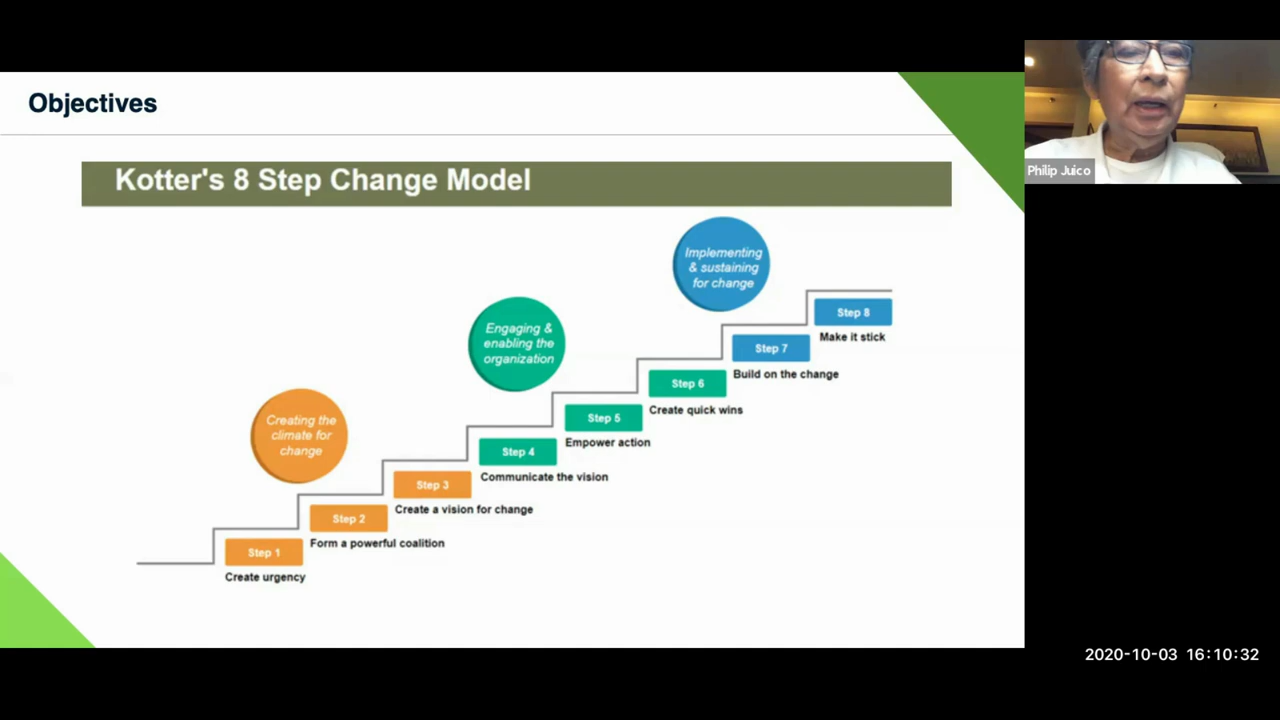 Objectives
Kotter's 8 Step Change Model
Philip Juico
Implementing
& sustaining
for change
Engaging &
enabling the
organization
Creating the
climate for
change
Step 8
Make it stick
Step 7
Build on the change
Step 6
Create quick wins
Step 5
Empower action
Step 4
Communicate the vision
Step 3
Create a vision for change
Step 2
Form a powerful coalition
Step 1
Create urgency
2020-10-03 16:10:32